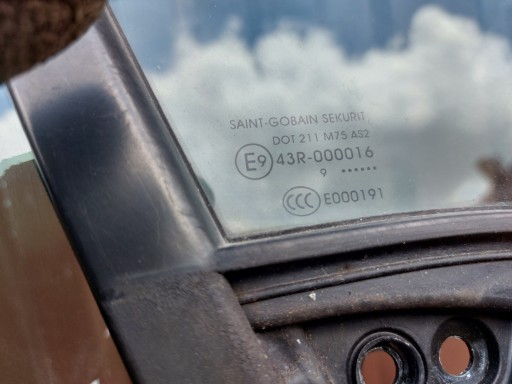 SAINT-GOBAIN SEKURIT
DOT 211 M75 AS2
E9 43R-000016
9 ••••••
CCC E000191